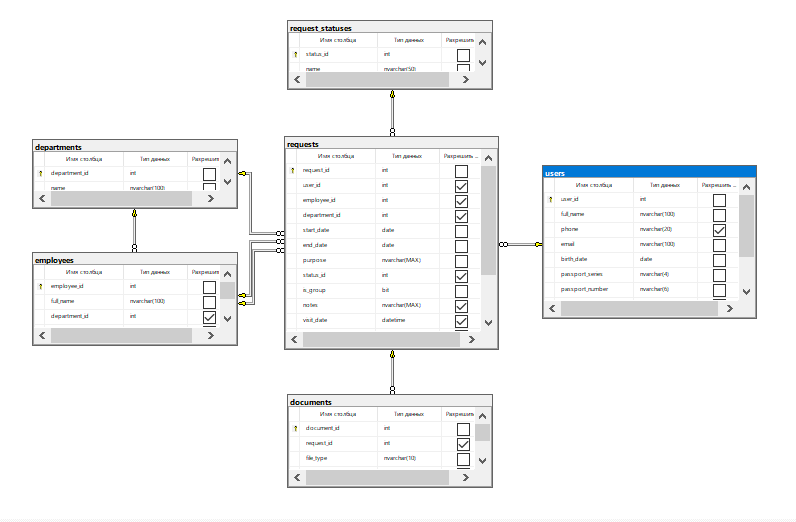 request_statuses
Имя столбца Тип данных Разрешить
status_id int
name nvarchar(50)
departments
Имя столбца Тип данных Разрешить
department_id int
name nvarchar(100)
requests
Имя столбца Тип данных Разрешить ...
request_id int
user_id int
employee_id int
department_id int
start_date date
end_date date
purpose nvarchar(MAX)
status_id int
is_group bit
notes nvarchar(MAX)
visit_date datetime
users
Имя столбца Тип данных Разрешить ...
user_id int
full_name nvarchar(100)
phone nvarchar(20)
email nvarchar(100)
birth_date date
passport_series nvarchar(4)
passport_number nvarchar(6)
employees
Имя столбца Тип данных Разрешить
employee_id int
full_name nvarchar(100)
department_id int
documents
Имя столбца Тип данных Разрешить
document_id int
request_id int
file_type nvarchar(10)